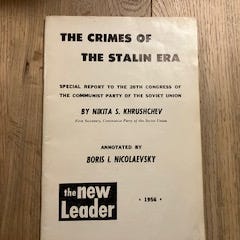 THE CRIMES OF
THE STALIN ERA
SPECIAL REPORT TO THE 20TH CONGRESS OF
THE COMMUNIST PARTY OF THE SOVIET UNION
BY NIKITA S. KHRUSHCHEV
First Secretary, Communist Party of the Soviet Union
ANNOTATED BY
BORIS I. NICOLAEVSKY
the new
Leader
· 1956 ·